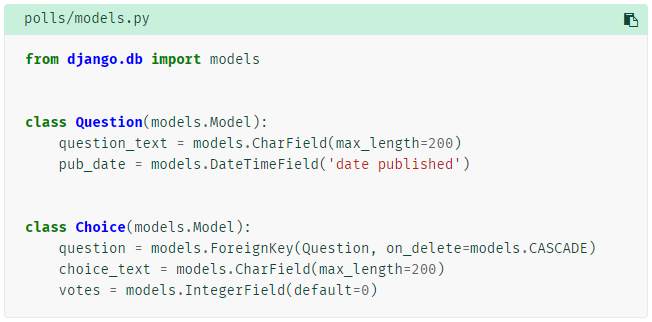 polls/models.py
from django.db import models
class Question(models.Model):
    question_text = models.CharField(max_length=200)
    pub_date = models.DateTimeField('date published')
class Choice(models.Model):
    question = models.ForeignKey(Question, on_delete=models.CASCADE)
    choice_text = models.CharField(max_length=200)
    votes = models.IntegerField(default=0)